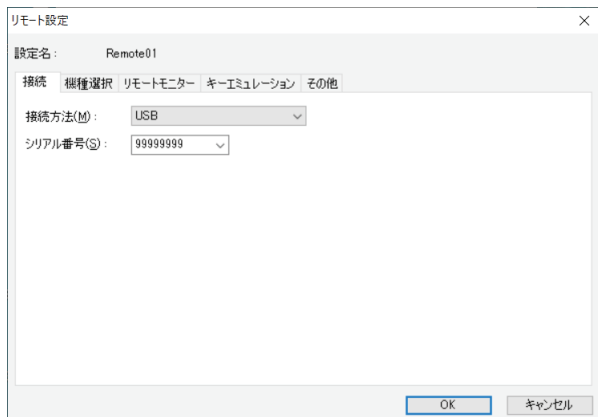 リモート設定
設定名： Remote01
接続 機種選択 リモートモニター キーエミュレーション その他
接続方法(M)： USB
シリアル番号(S)： 99999999
OK キャンセル